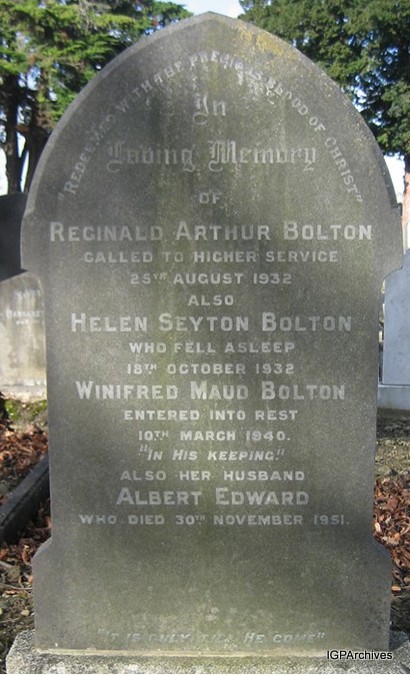 "Redeemed with the precious blood of Christ"
In
Loving Memory
of
Reginald Arthur Bolton
called to higher service
25th August 1932
also
Helen Seyton Bolton
who fell asleep
18th October 1932
Winifred Maud Bolton
entered into rest
10th March 1940.
"In His keeping"
also her husband
Albert Edward
who died 30th November 1951.
"It is only till He come"
Margaret
IGPArchives